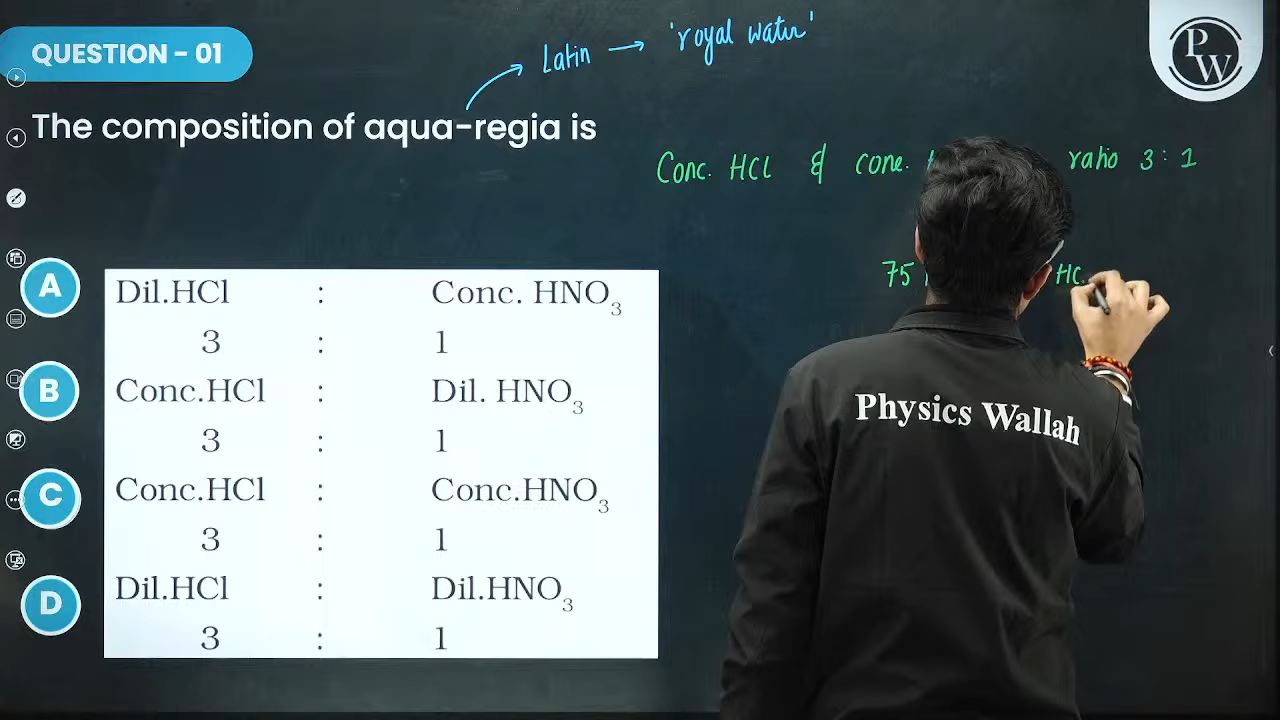 QUESTION - 01
Latin → 'royal water'
PW
The composition of aqua-regia is
Conc. HCl & conc. ratio 3 : 1
75 HC
A
Dil.HCl : Conc. HNO₃
3 : 1
B
Conc.HCl : Dil. HNO₃
3 : 1
C
Conc.HCl : Conc.HNO₃
3 : 1
D
Dil.HCl : Dil.HNO₃
3 : 1
Physics Wallah